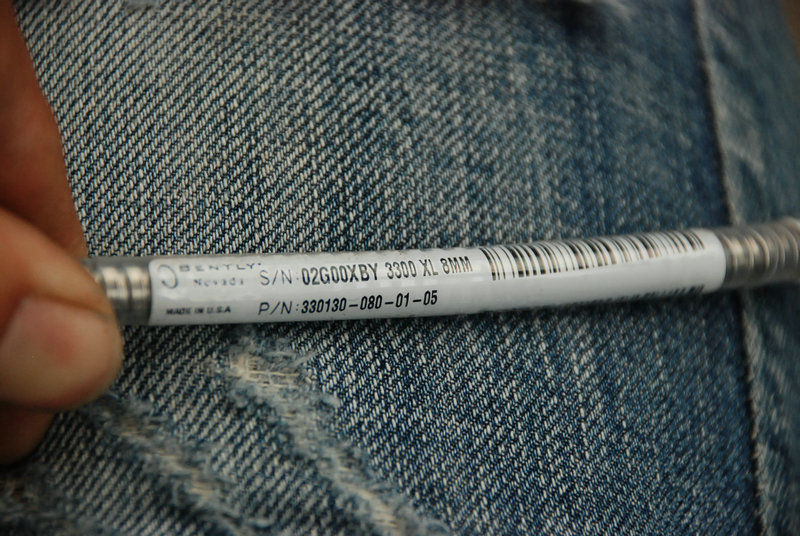 BENTLY
Nevada
S/N:02G00XBY 3300 XL 8MM
MADE IN U.S.A
P/N:330130-080-01-05